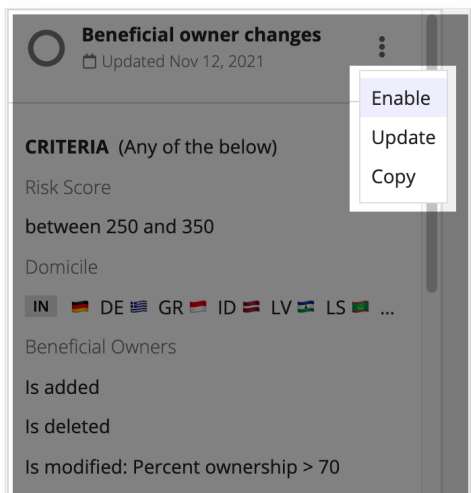 Beneficial owner changes
Updated Nov 12, 2021
Enable
Update
Copy
CRITERIA (Any of the below)
Risk Score
between 250 and 350
Domicile
IN DE GR ID LV LS ...
Beneficial Owners
Is added
Is deleted
Is modified: Percent ownership > 70